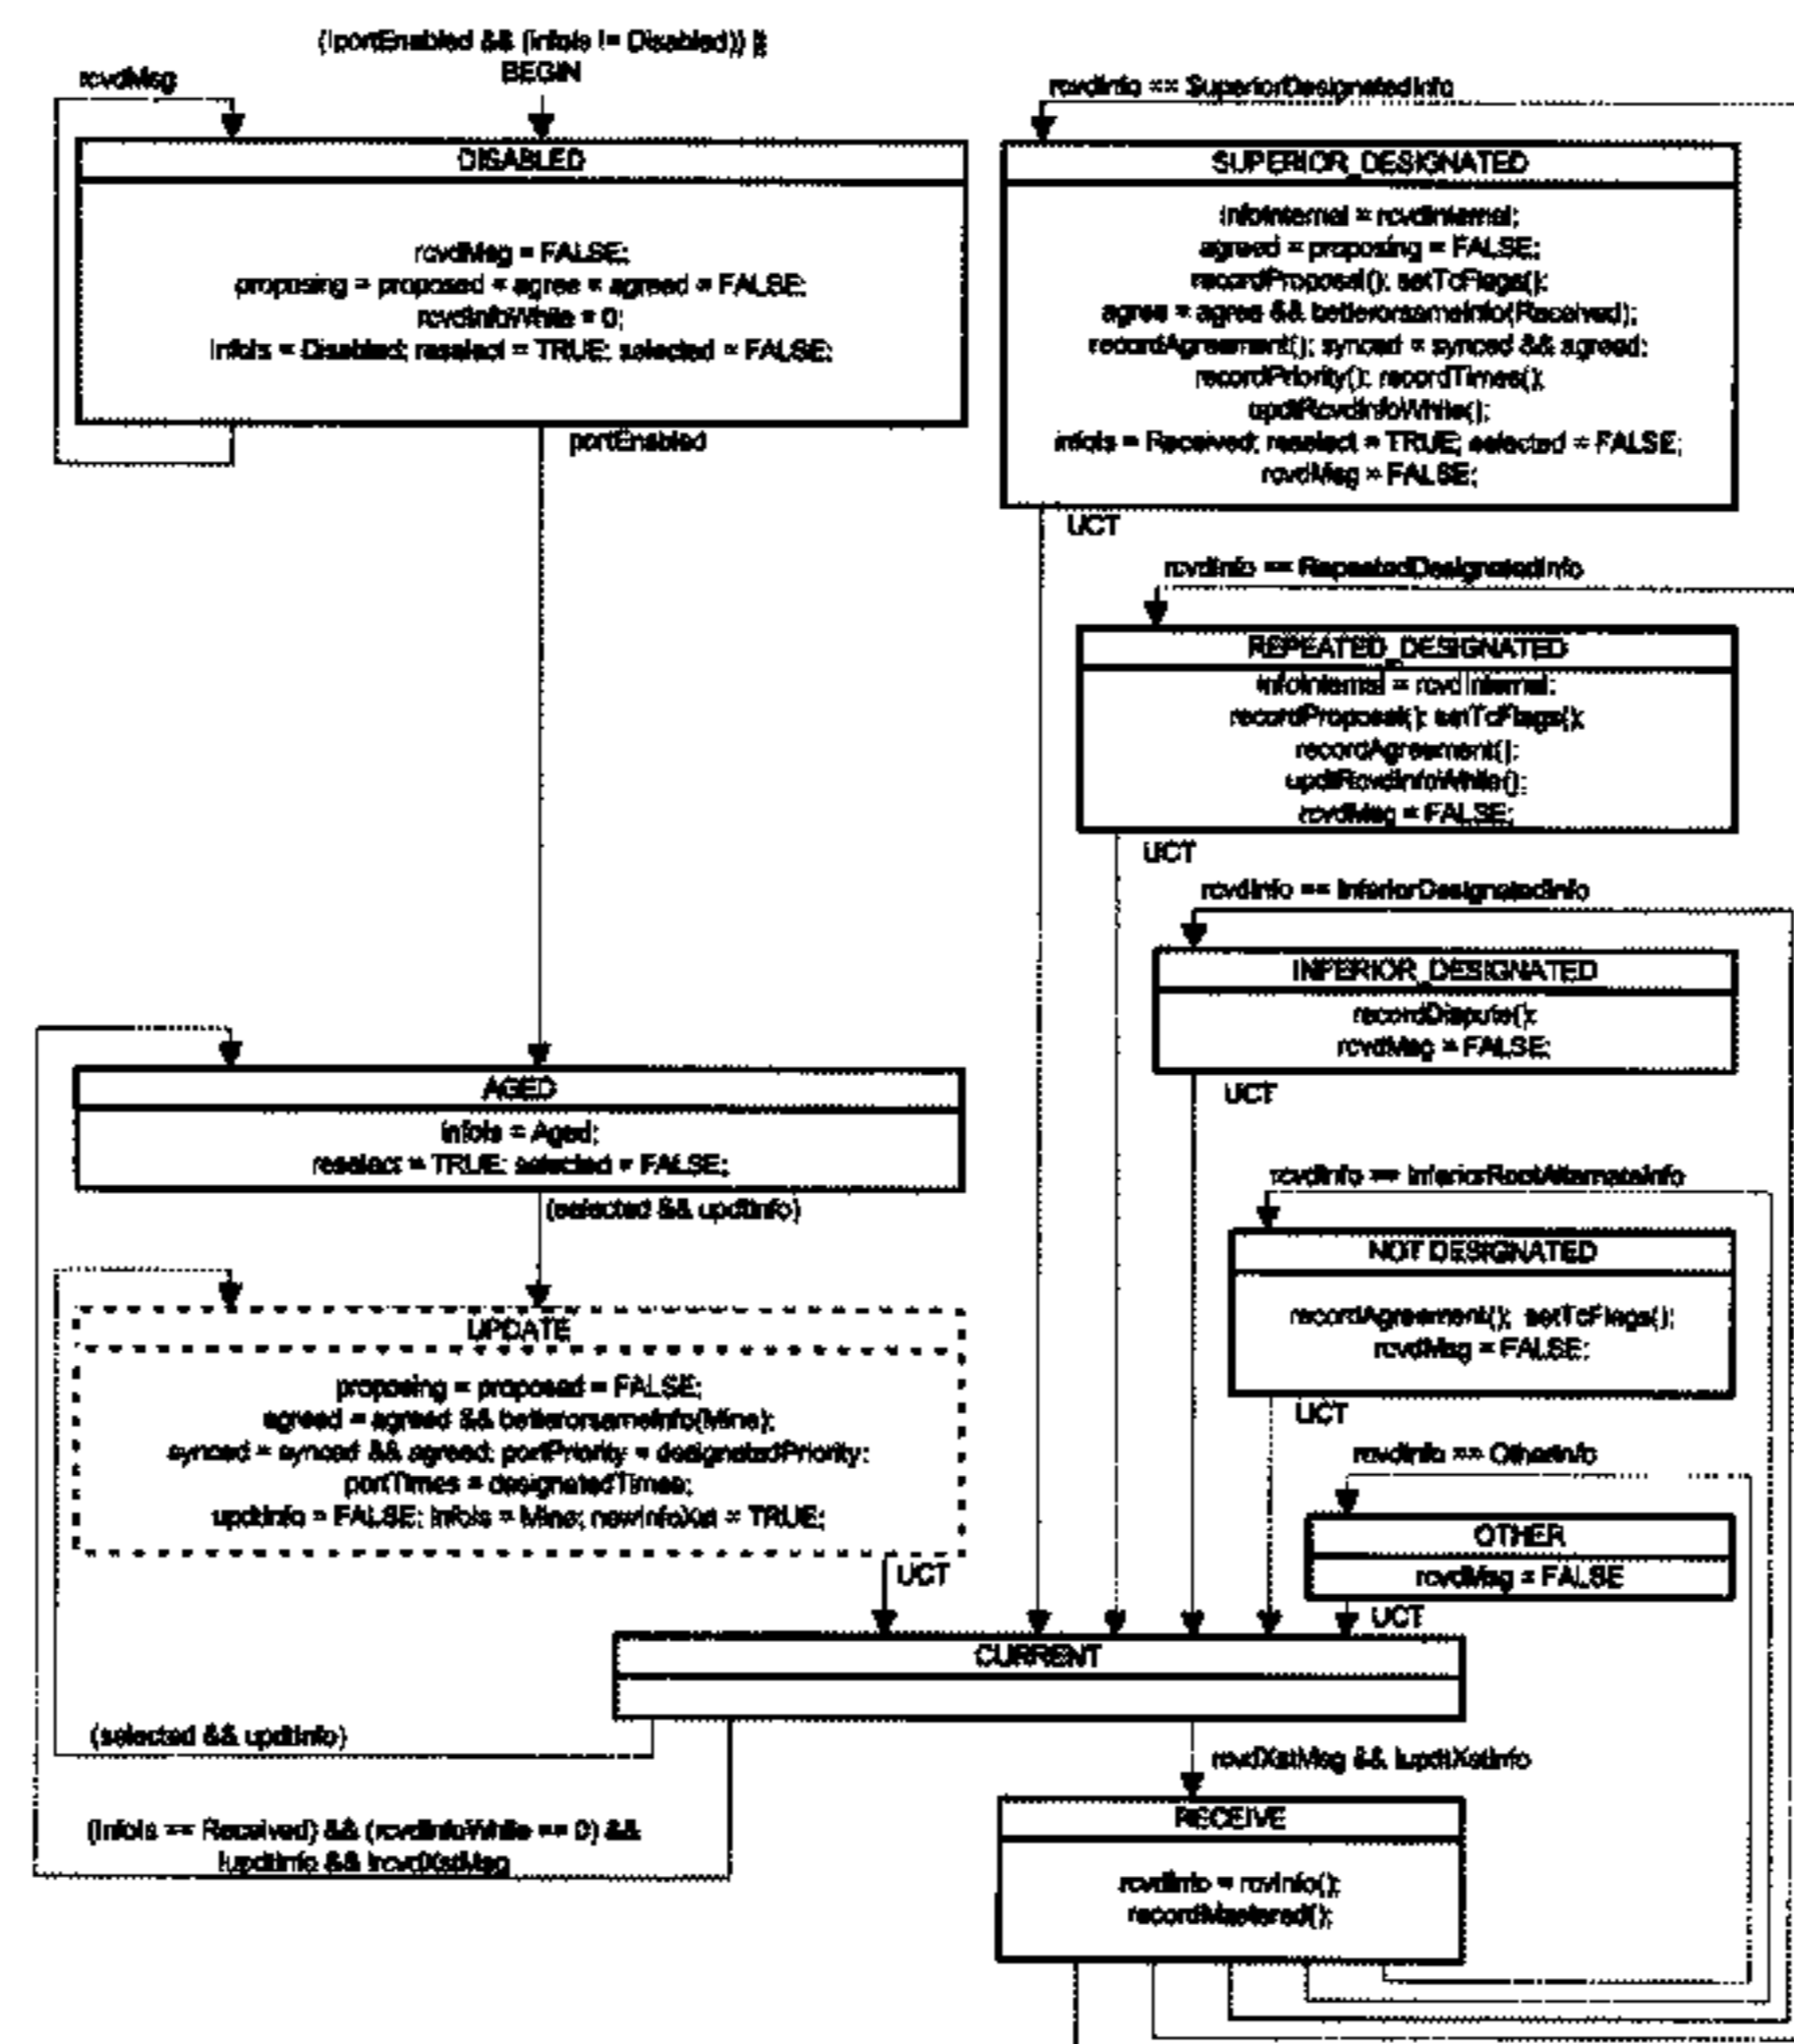 (!portEnabled && (infoIs != Disabled)) ||
BEGIN
rcvdMsg
DISABLED
rcvdMsg = FALSE;
proposing = proposed = agree = agreed = FALSE;
rcvdInfoWhile = 0;
infoIs = Disabled; reselect = TRUE; selected = FALSE;
portEnabled
AGED
infoIs = Aged;
reselect = TRUE; selected = FALSE;
(selected && updtInfo)
UPDATE
proposing = proposed = FALSE;
agreed = agreed && betterorsameInfo(Mine);
synced = synced && agreed; portPriority = designatedPriority;
portTimes = designatedTimes;
updtInfo = FALSE; infoIs = Mine; newInfoXst = TRUE;
UCT
rcvdInfo == SuperiorDesignatedInfo
SUPERIOR_DESIGNATED
infoInternal = rcvdInternal;
agreed = proposing = FALSE;
recordProposal(); setTcFlags();
agree = agree && betterorsameInfo(Received);
recordAgreement(); synced = synced && agreed;
recordPriority(); recordTimes();
updtRcvdInfoWhile();
infoIs = Received; reselect = TRUE; selected = FALSE;
rcvdMsg = FALSE;
UCT
rcvdInfo == RepeatedDesignatedInfo
REPEATED_DESIGNATED
infoInternal = rcvdInternal;
recordProposal(); setTcFlags();
recordAgreement();
updtRcvdInfoWhile();
rcvdMsg = FALSE;
UCT
rcvdInfo == InferiorDesignatedInfo
INFERIOR_DESIGNATED
recordDispute();
rcvdMsg = FALSE;
UCT
rcvdInfo == InferiorRootAlternateInfo
NOT DESIGNATED
recordAgreement(); setTcFlags();
rcvdMsg = FALSE;
UCT
rcvdInfo == OtherInfo
OTHER
rcvdMsg = FALSE
UCT
CURRENT
(selected && updtInfo)
rcvdXstMsg && !updtXstInfo
(infoIs == Received) && (rcvdInfoWhile == 0) &&
!updtInfo && !rcvdXstMsg
RECEIVE
rcvdInfo = rcvInfo();
recordMastered();